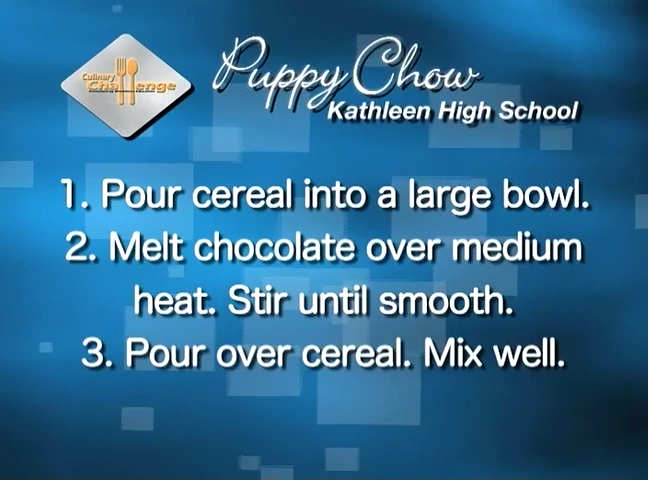 Culinary
Challenge
Puppy Chow
Kathleen High School
1. Pour cereal into a large bowl.
2. Melt chocolate over medium
heat. Stir until smooth.
3. Pour over cereal. Mix well.